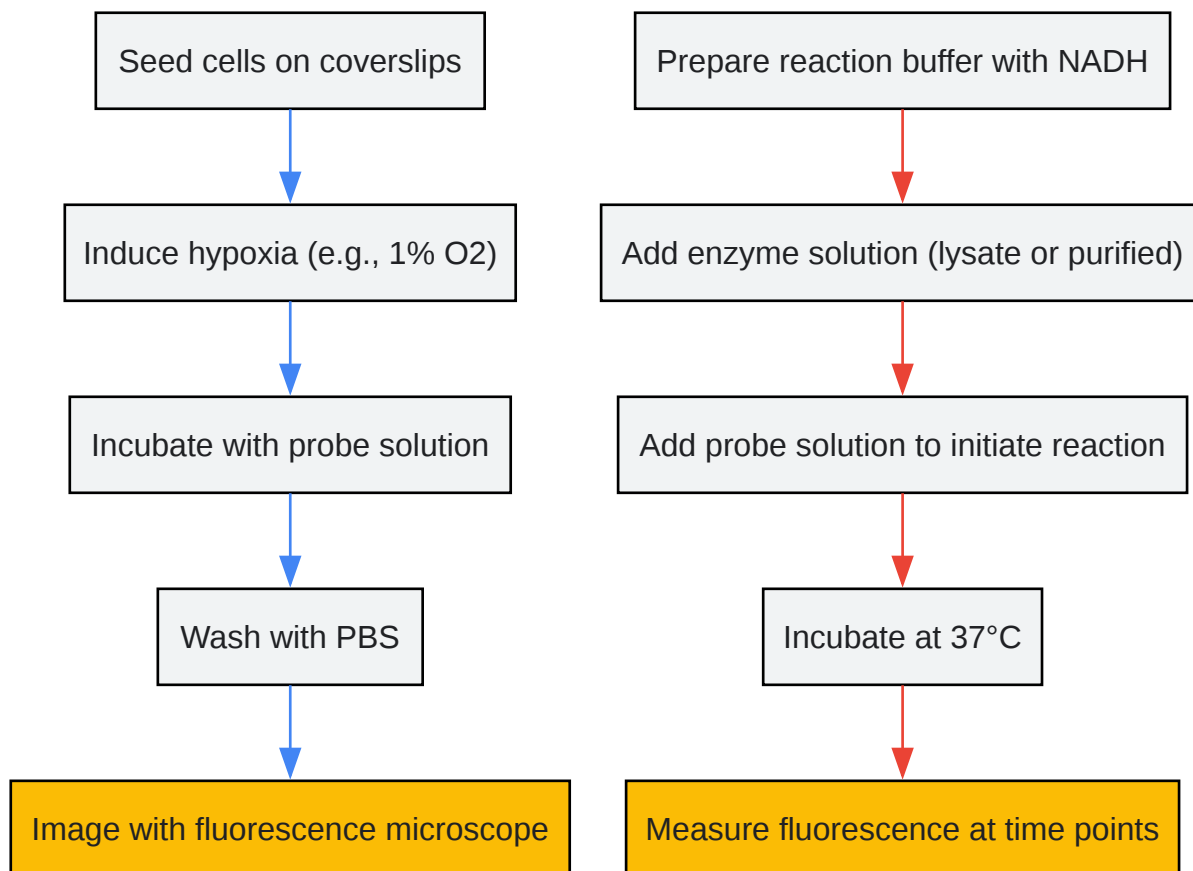 Seed cells on coverslips
Induce hypoxia (e.g., 1% O2)
Incubate with probe solution
Wash with PBS
Image with fluorescence microscope
Prepare reaction buffer with NADH
Add enzyme solution (lysate or purified)
Add probe solution to initiate reaction
Incubate at 37°C
Measure fluorescence at time points